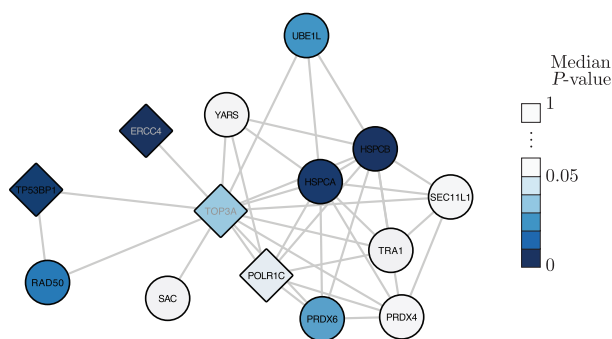 UBE1L
Median
P-value
1
⋮
0.05
0
YARS
ERCC4
HSPCB
HSPCA
TP53BP1
SEC11L1
TOP3A
TRA1
POLR1C
RAD50
SAC
PRDX6
PRDX4